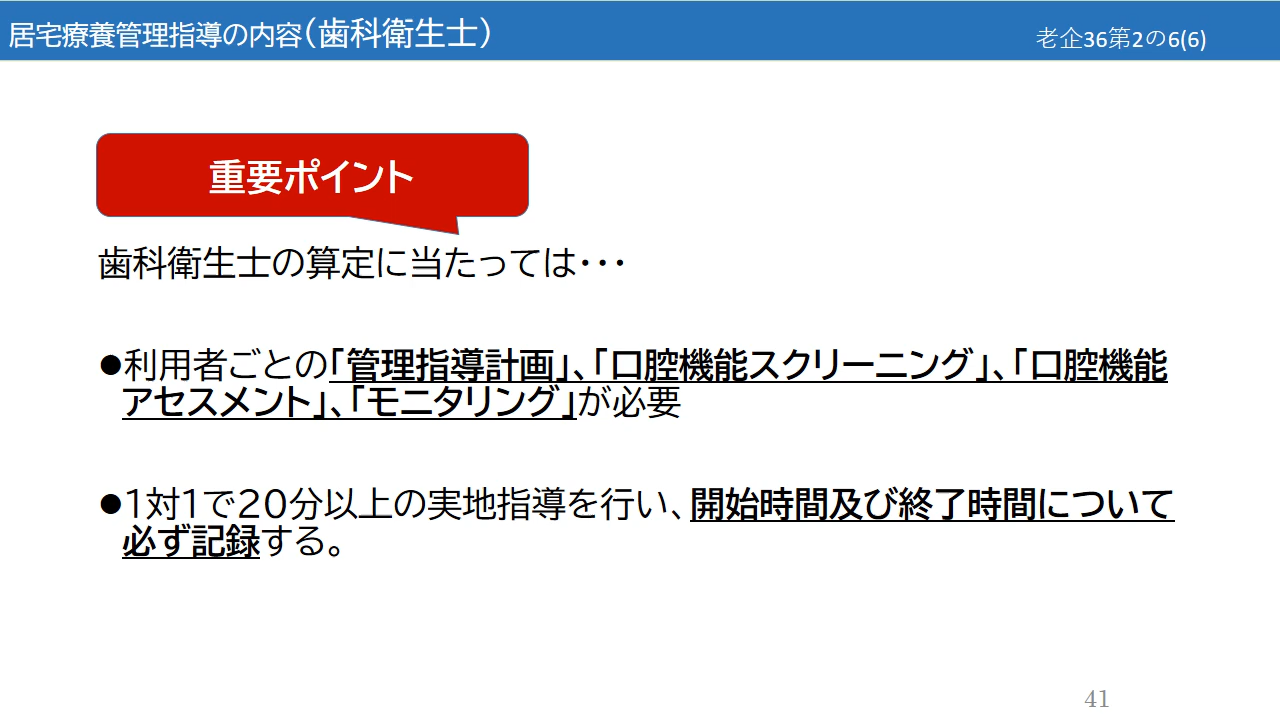 居宅療養管理指導の内容（歯科衛生士）
老企36第2の6(6)
重要ポイント
歯科衛生士の算定に当たっては・・・
●利用者ごとの「管理指導計画」、「口腔機能スクリーニング」、「口腔機能
アセスメント」、「モニタリング」が必要
●１対１で２０分以上の実地指導を行い、開始時間及び終了時間について
必ず記録する。
41